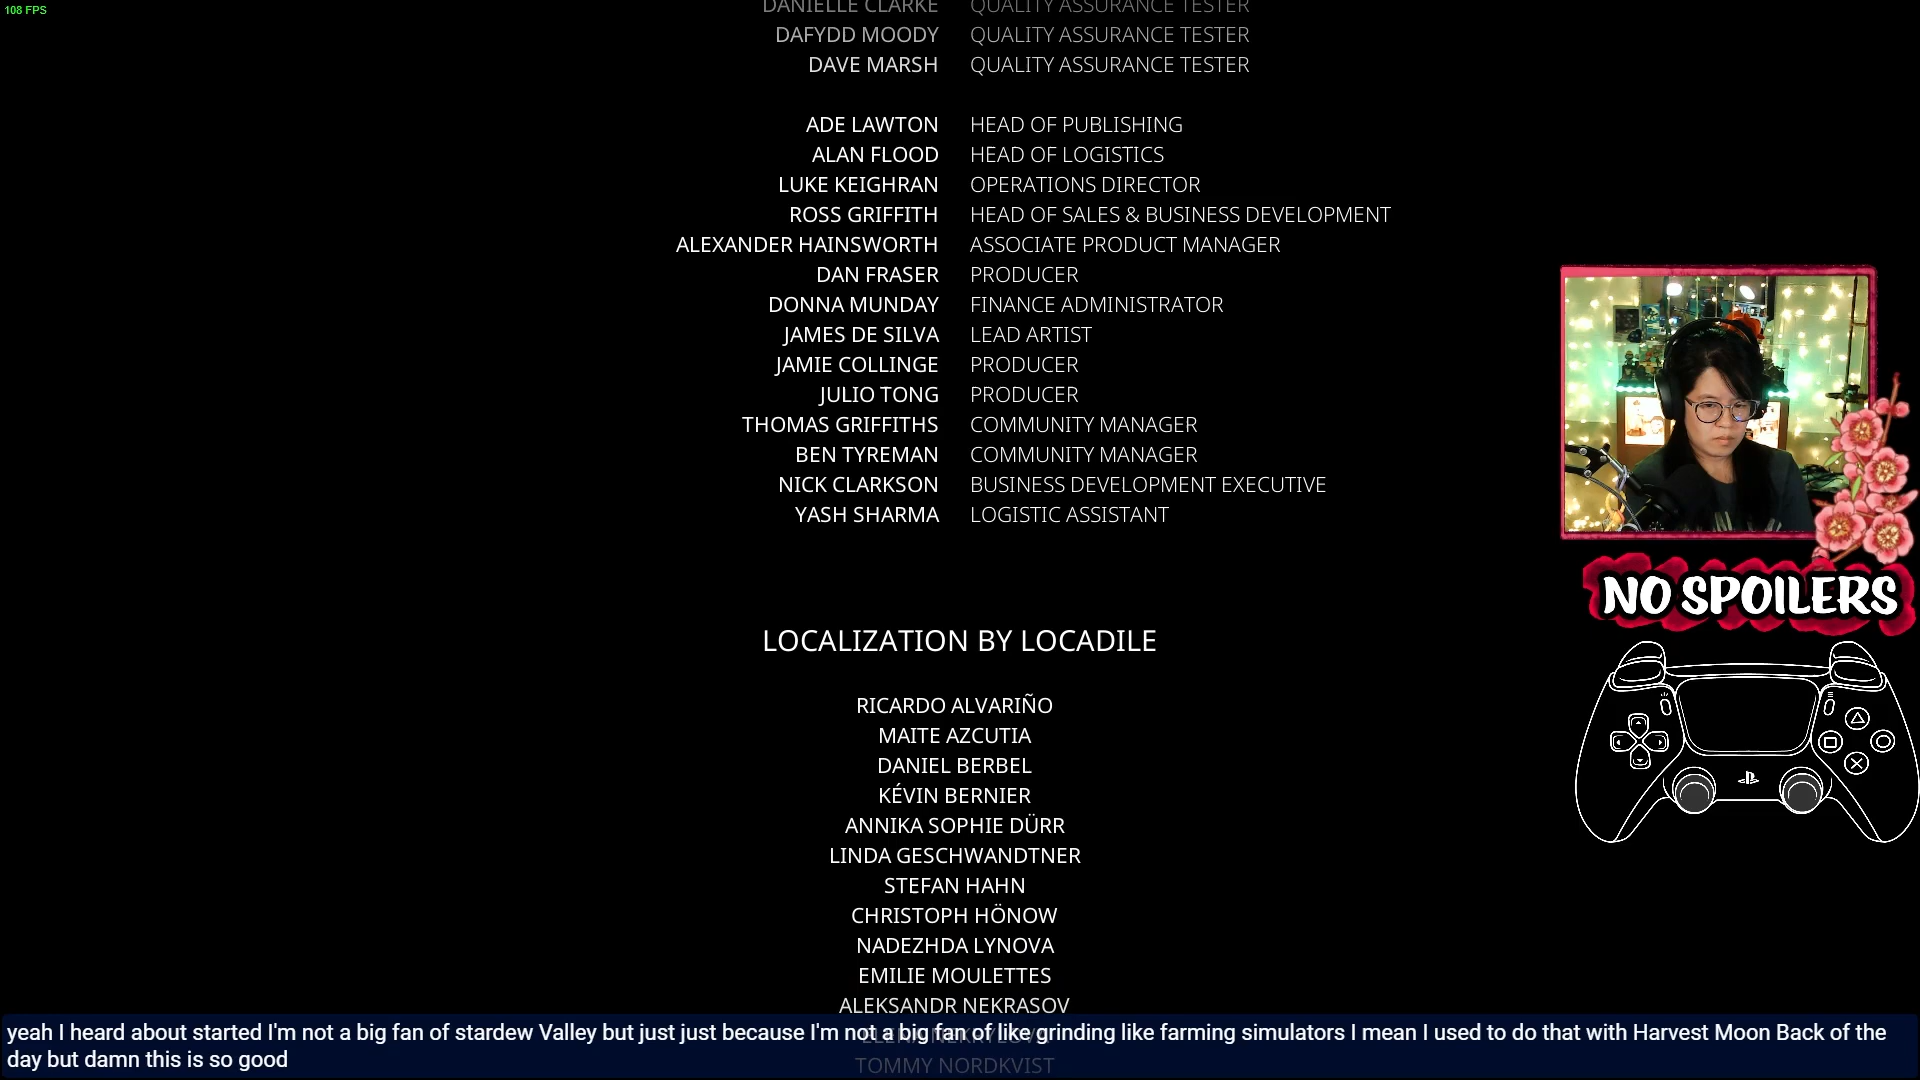 108 FPS
DANIELLE CLARKE QUALITY ASSURANCE TESTER
DAFYDD MOODY QUALITY ASSURANCE TESTER
DAVE MARSH QUALITY ASSURANCE TESTER
ADE LAWTON HEAD OF PUBLISHING
ALAN FLOOD HEAD OF LOGISTICS
LUKE KEIGHRAN OPERATIONS DIRECTOR
ROSS GRIFFITH HEAD OF SALES & BUSINESS DEVELOPMENT
ALEXANDER HAINSWORTH ASSOCIATE PRODUCT MANAGER
DAN FRASER PRODUCER
DONNA MUNDAY FINANCE ADMINISTRATOR
JAMES DE SILVA LEAD ARTIST
JAMIE COLLINGE PRODUCER
JULIO TONG PRODUCER
THOMAS GRIFFITHS COMMUNITY MANAGER
BEN TYREMAN COMMUNITY MANAGER
NICK CLARKSON BUSINESS DEVELOPMENT EXECUTIVE
YASH SHARMA LOGISTIC ASSISTANT
NO SPOILERS
LOCALIZATION BY LOCADILE
RICARDO ALVARIÑO
MAITE AZCUTIA
DANIEL BERBEL
KÉVIN BERNIER
ANNIKA SOPHIE DÜRR
LINDA GESCHWANDTNER
STEFAN HAHN
CHRISTOPH HÖNOW
NADEZHDA LYNOVA
EMILIE MOULETTES
ALEKSANDR NEKRASOV
TOMMY NORDKVIST
yeah I heard about started I'm not a big fan of stardew Valley but just just because I'm not a big fan of like grinding like farming simulators I mean I used to do that with Harvest Moon Back of the
day but damn this is so good